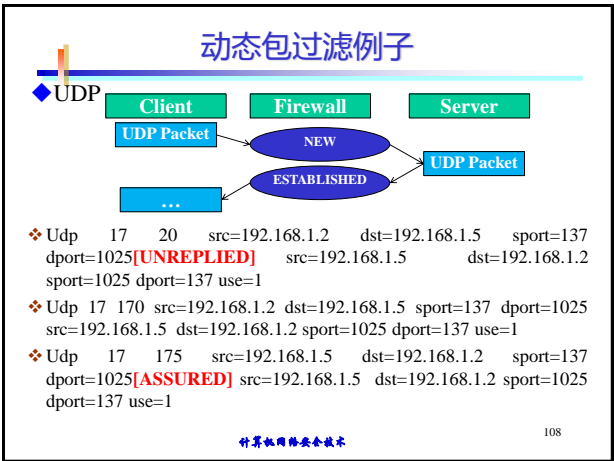 动态包过滤例子
◆UDP
Client Firewall Server
UDP Packet
NEW
UDP Packet
ESTABLISHED
…
❖Udp 17 20 src=192.168.1.2 dst=192.168.1.5 sport=137
dport=1025[UNREPLIED] src=192.168.1.5 dst=192.168.1.2
sport=1025 dport=137 use=1
❖Udp 17 170 src=192.168.1.2 dst=192.168.1.5 sport=137 dport=1025
src=192.168.1.5 dst=192.168.1.2 sport=1025 dport=137 use=1
❖Udp 17 175 src=192.168.1.5 dst=192.168.1.2 sport=137
dport=1025[ASSURED] src=192.168.1.5 dst=192.168.1.2 sport=1025
dport=137 use=1
计算机网络安全技术
108